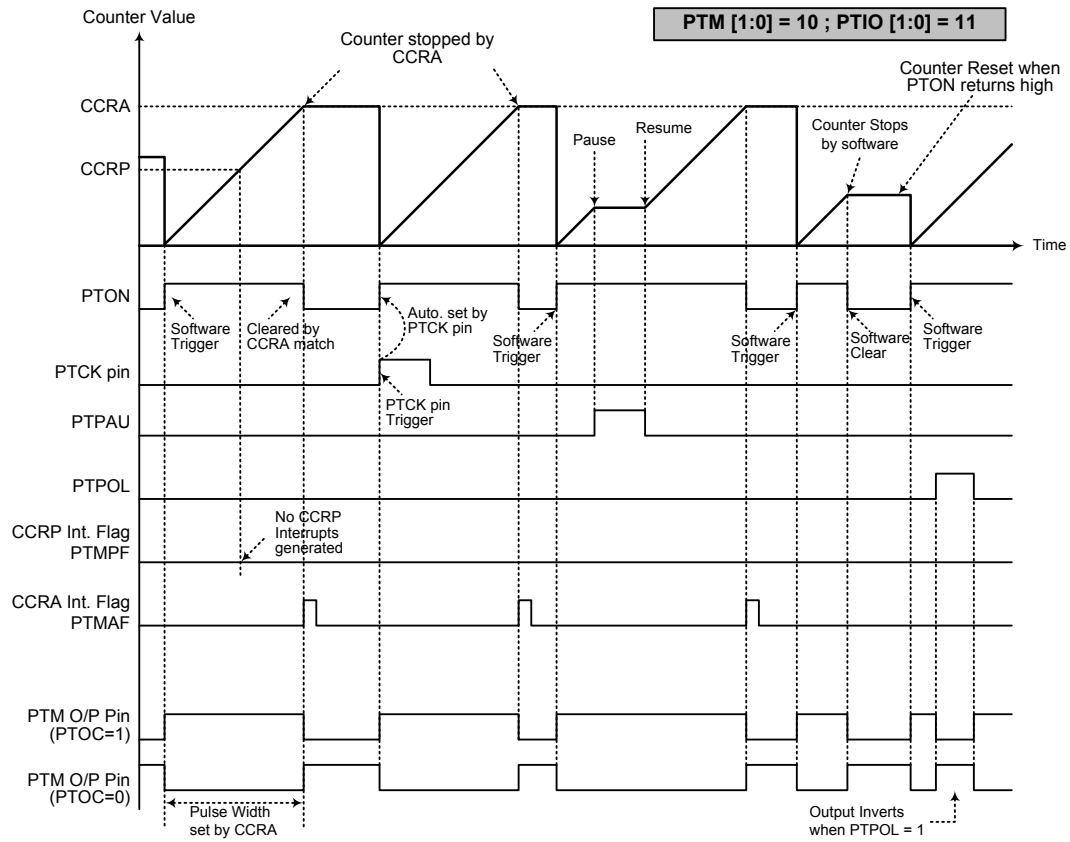 Counter Value
PTM [1:0] = 10 ; PTIO [1:0] = 11
Counter stopped by
CCRA
Counter Reset when
PTON returns high
CCRA
Pause
Resume
Counter Stops
by software
CCRP
Time
PTON
Software
Trigger
Cleared by
CCRA match
Auto. set by
PTCK pin
Software
Trigger
Software
Trigger
Software
Clear
Software
Trigger
PTCK pin
PTCK pin
Trigger
PTPAU
PTPOL
No CCRP
Interrupts
generated
CCRP Int. Flag
PTMPF
CCRA Int. Flag
PTMAF
PTM O/P Pin
(PTOC=1)
PTM O/P Pin
(PTOC=0)
Pulse Width
set by CCRA
Output Inverts
when PTPOL = 1